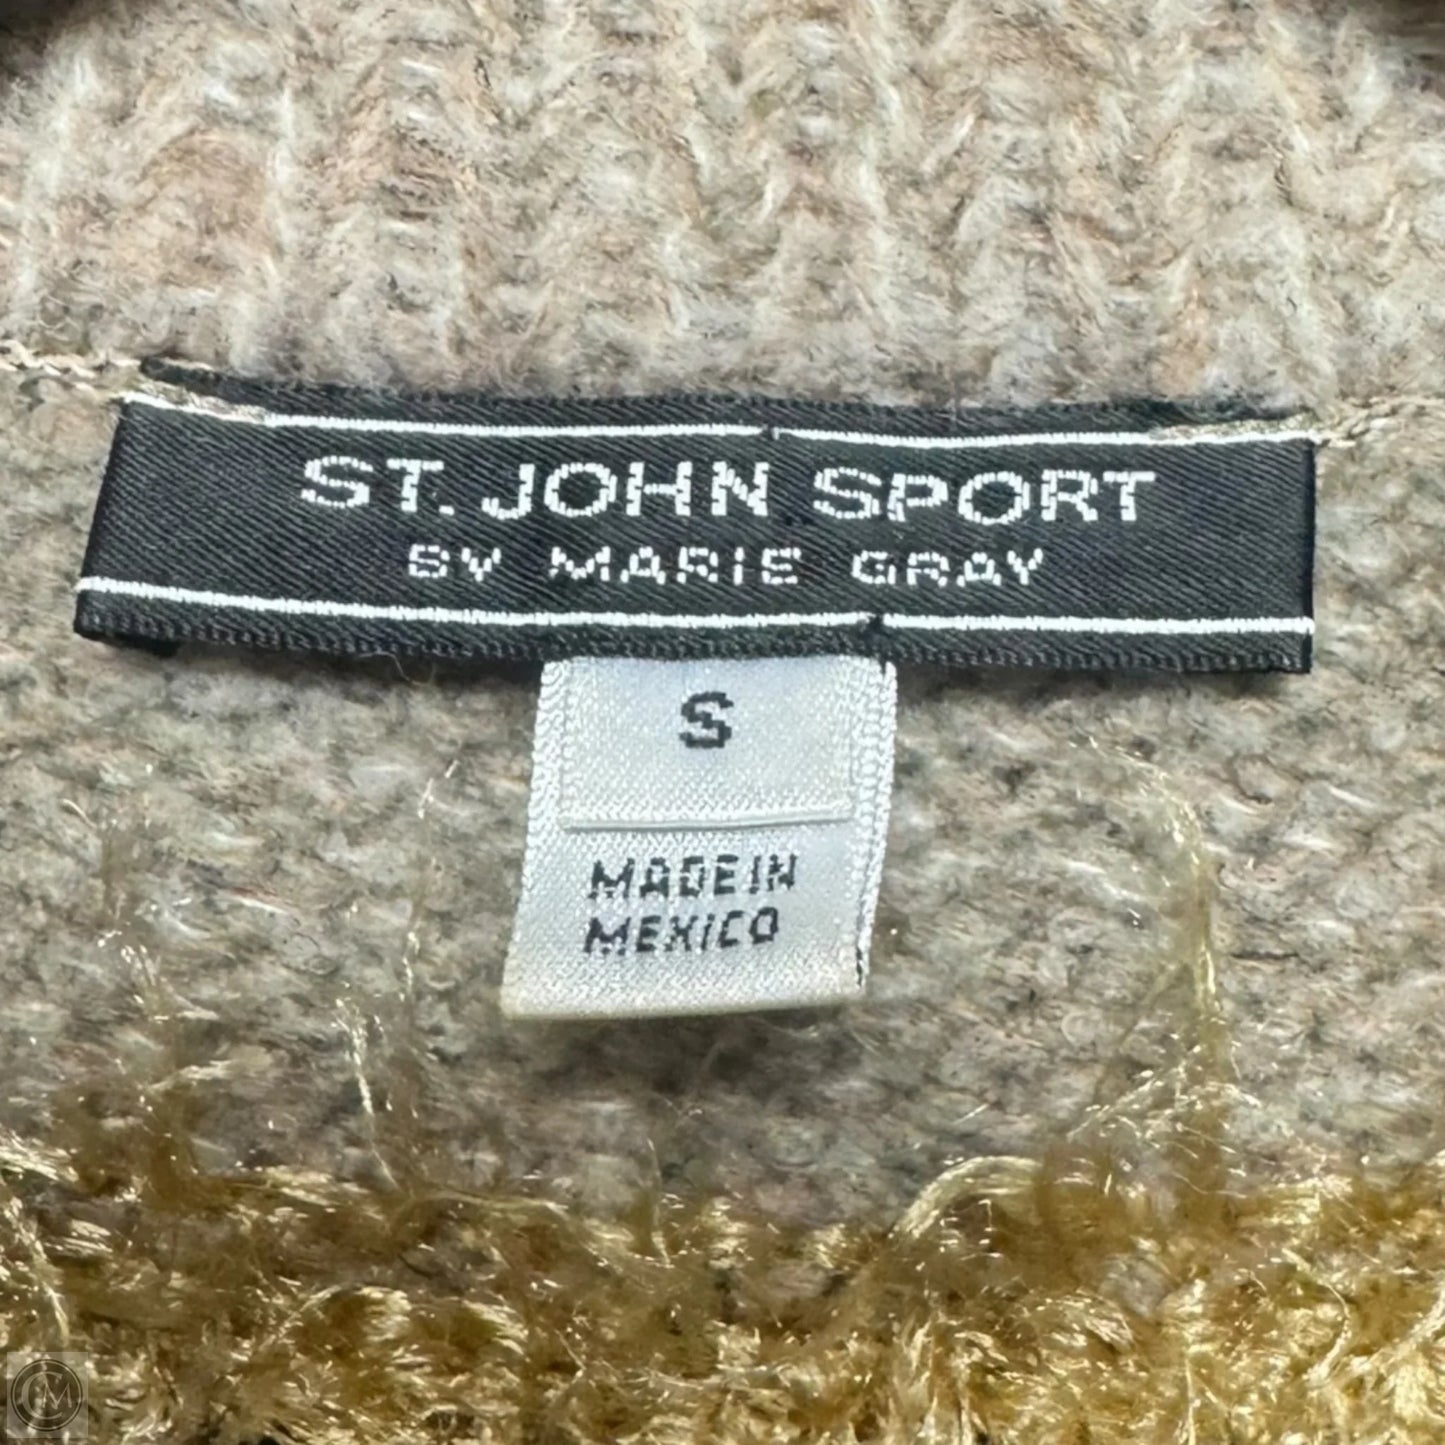 ST. JOHN SPORT
BY MARIE GRAY
S
MADE IN
MEXICO